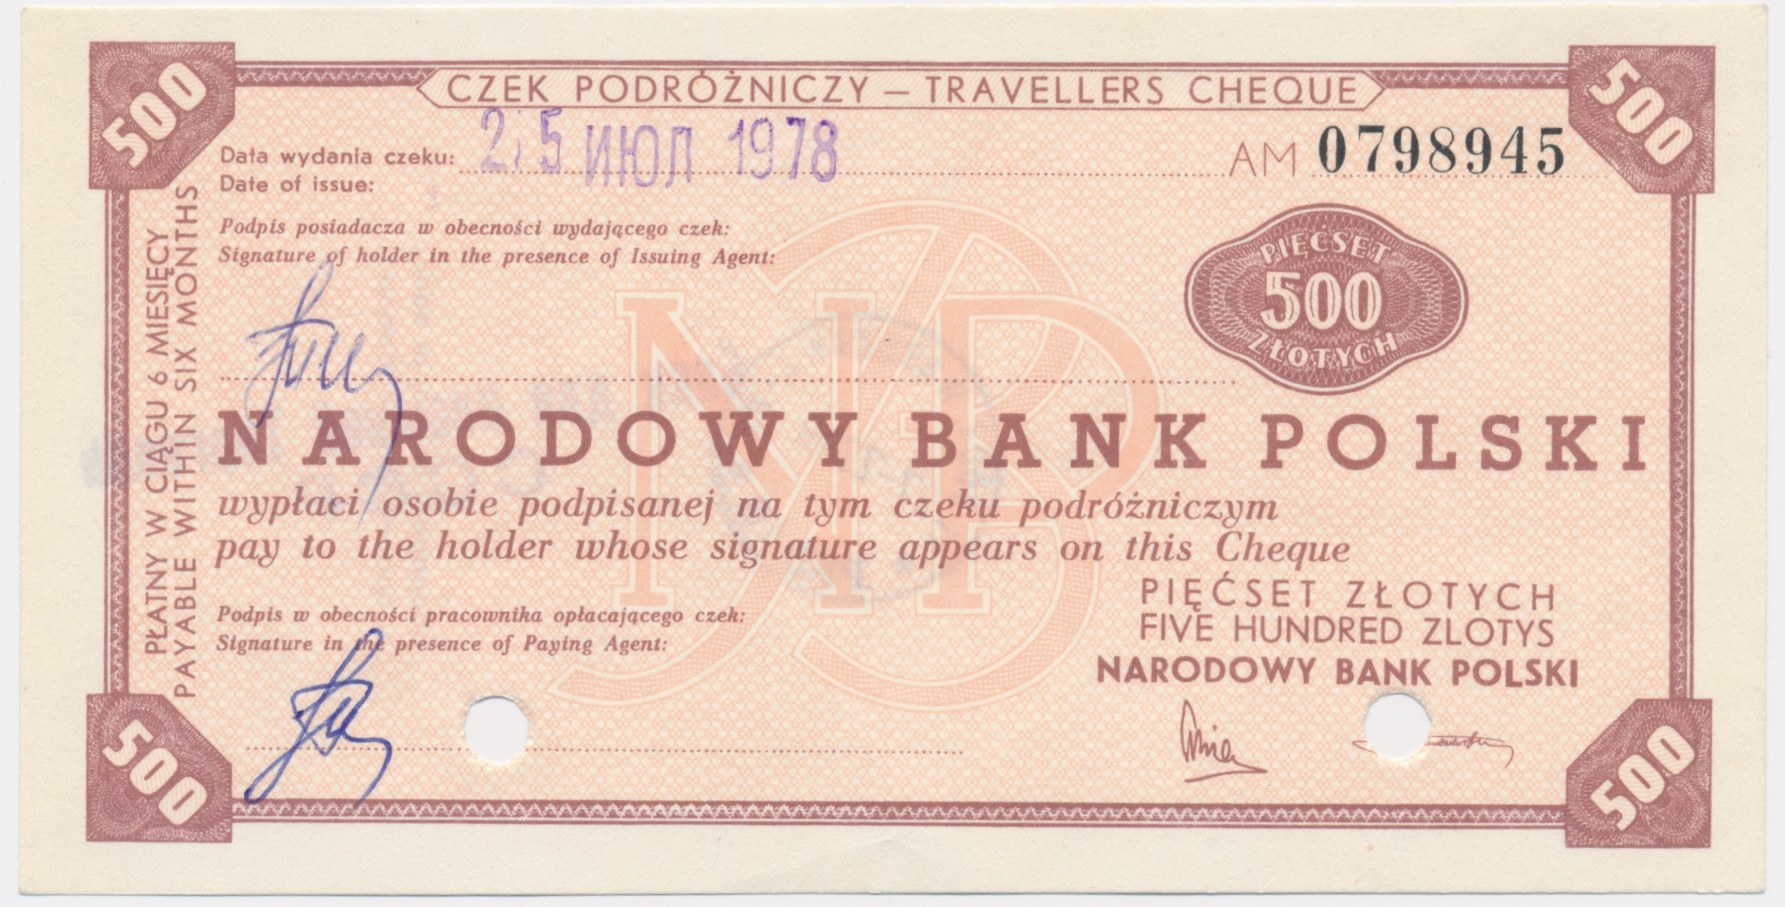 500
500
CZEK PODRÓŻNICZY — TRAVELLERS CHEQUE
Data wydania czeku: 25 ИЮЛ 1978
Date of issue:
AM 0798945
Podpis posiadacza w obecności wydającego czek:
Signature of holder in the presence of Issuing Agent:
PIĘĆSET
500
ZŁOTYCH
PŁATNY W CIĄGU 6 MIESIĘCY
PAYABLE WITHIN SIX MONTHS
NBP
NARODOWY BANK POLSKI
wypłaci osobie podpisanej na tym czeku podróżniczym
pay to the holder whose signature appears on this Cheque
PIĘĆSET ZŁOTYCH
FIVE HUNDRED ZLOTYS
NARODOWY BANK POLSKI
Podpis w obecności pracownika opłacającego czek:
Signature in the presence of Paying Agent:
500
500